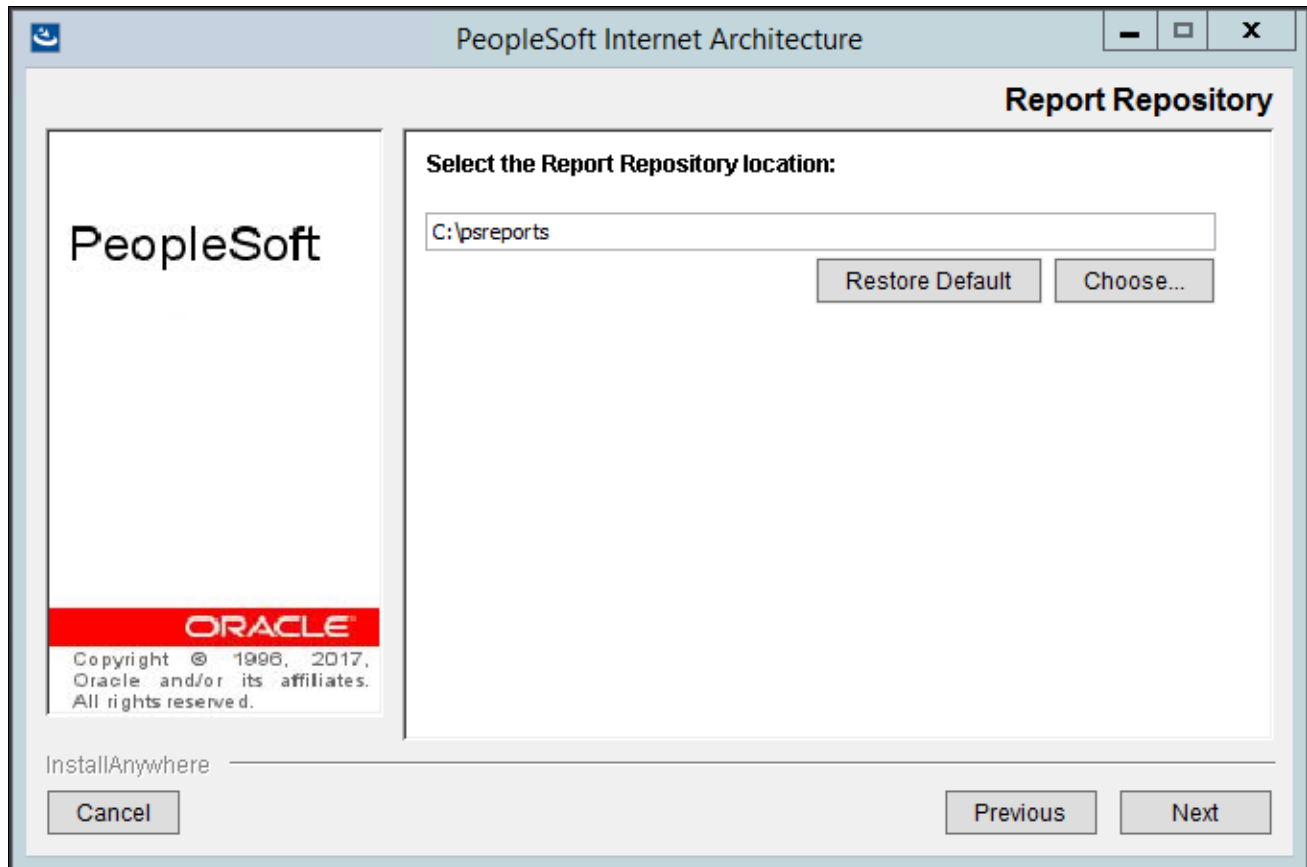 PeopleSoft Internet Architecture
Report Repository
PeopleSoft
ORACLE
Copyright © 1996, 2017,
Oracle and/or its affiliates.
All rights reserved.
Select the Report Repository location:
C:\psreports
Restore Default Choose...
InstallAnywhere
Cancel Previous Next